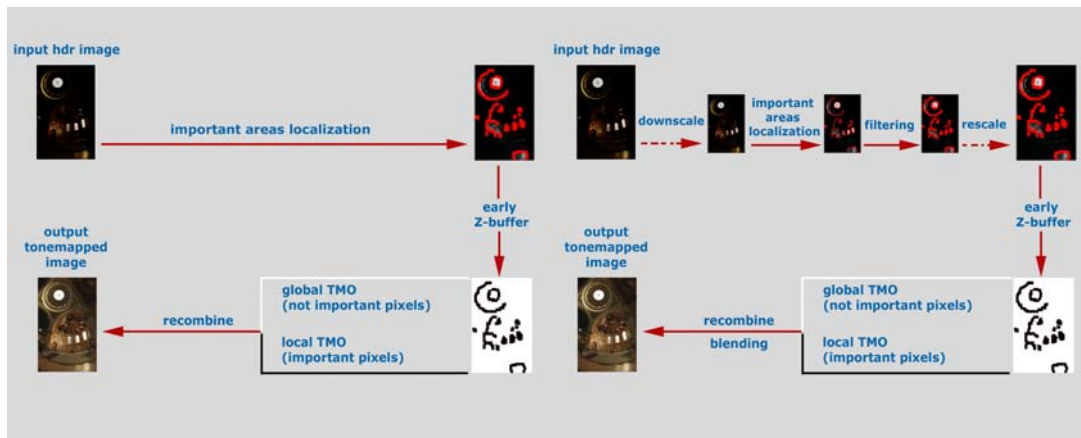 input hdr image
important areas localization
early
Z-buffer
output
tonemapped
image
global TMO
(not important pixels)
recombine
local TMO
(important pixels)
input hdr image
downscale
important
areas
localization
filtering
rescale
early
Z-buffer
output
tonemapped
image
global TMO
(not important pixels)
recombine
blending
local TMO
(important pixels)